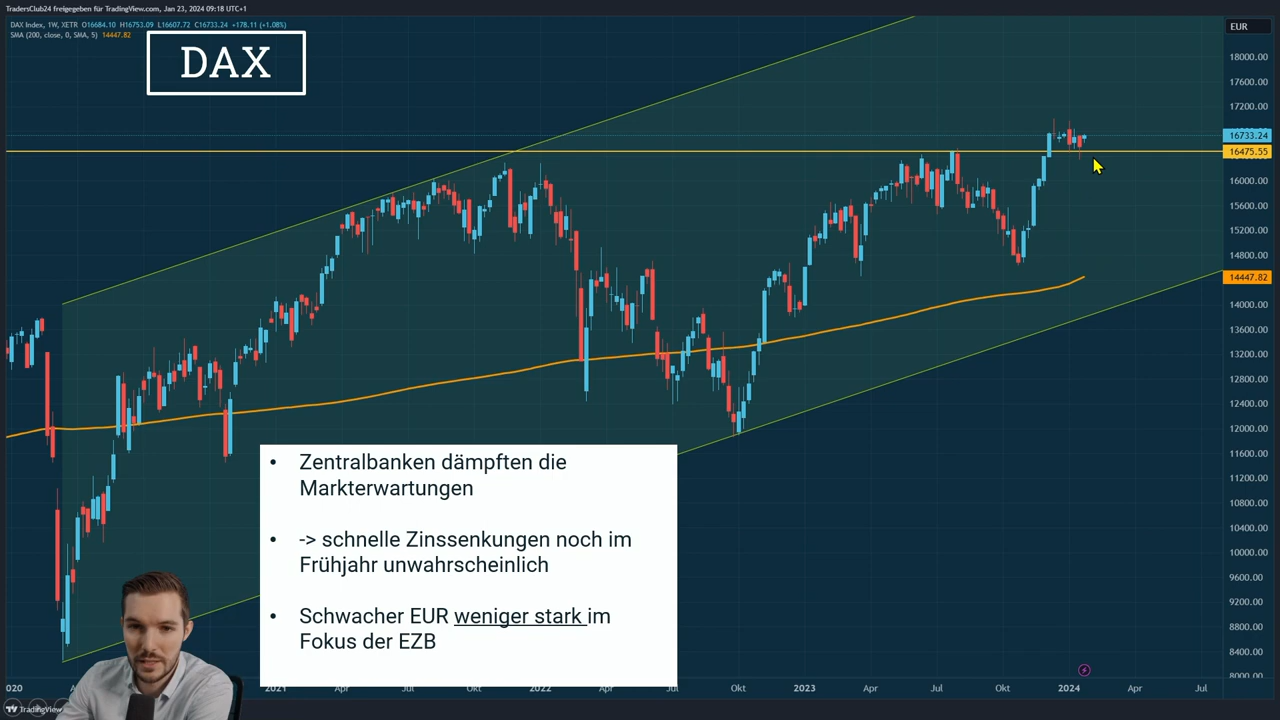 TradersClub24 freigegeben für TradingView.com, Jan 23, 2024 09:18 UTC+1
DAX Index, 1W, XETR O16684.10 H16753.09 L16607.72 C16733.24 +178.11 (+1.08%)
SMA (200, close, 0, SMA, 5) 14447.82
DAX
EUR
18000.00
17600.00
17200.00
16733.24
16475.55
16000.00
15600.00
15200.00
14800.00
14447.82
14000.00
13600.00
13200.00
12800.00
12400.00
12000.00
11600.00
11200.00
10800.00
10400.00
10000.00
9600.00
9200.00
8800.00
8400.00
8000.00
• Zentralbanken dämpften die
Markterwartungen
• -> schnelle Zinssenkungen noch im
Frühjahr unwahrscheinlich
• Schwacher EUR weniger stark im
Fokus der EZB
2021 Apr Jul Okt 2022 Apr Jul Okt 2023 Apr Jul Okt 2024 Apr Jul
TradingView